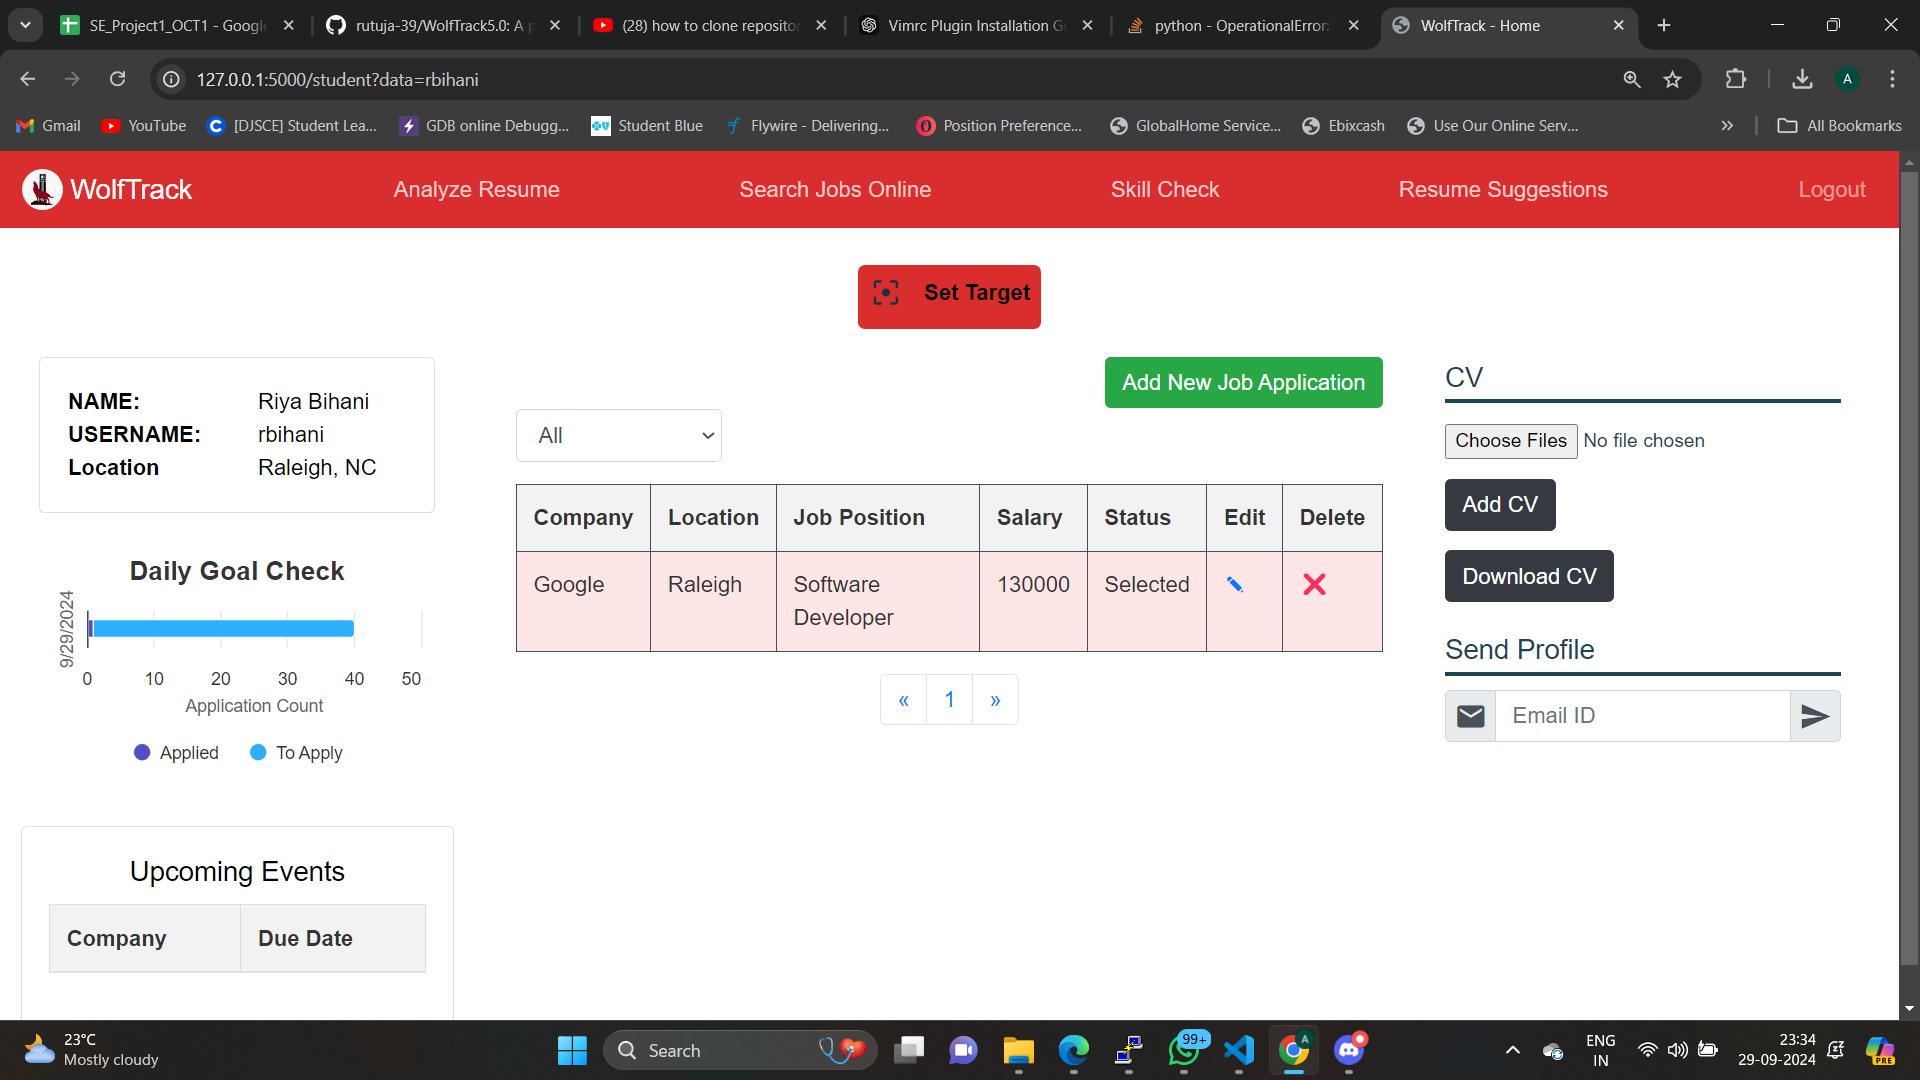 SE_Project1_OCT1 - Google
rutuja-39/WolfTrack5.0: A p
(28) how to clone repositor
Vimrc Plugin Installation Gu
python - OperationalError:
WolfTrack - Home
127.0.0.1:5000/student?data=rbihani
A
Gmail
YouTube
[DJSCE] Student Lea...
GDB online Debugg...
Student Blue
Flywire - Delivering...
Position Preference...
GlobalHome Service...
Ebixcash
Use Our Online Serv...
All Bookmarks
WolfTrack
Analyze Resume
Search Jobs Online
Skill Check
Resume Suggestions
Logout
Set Target
NAME: Riya Bihani
USERNAME: rbihani
Location Raleigh, NC
Daily Goal Check
9/29/2024
0 10 20 30 40 50
Application Count
Applied To Apply
Upcoming Events
Company Due Date
Add New Job Application
All
Company Location Job Position Salary Status Edit Delete
Google Raleigh Software Developer 130000 Selected
« 1 »
CV
Choose Files No file chosen
Add CV
Download CV
Send Profile
Email ID
23°C
Mostly cloudy
Search
99+
A
ENG
IN
23:34
29-09-2024
PRE